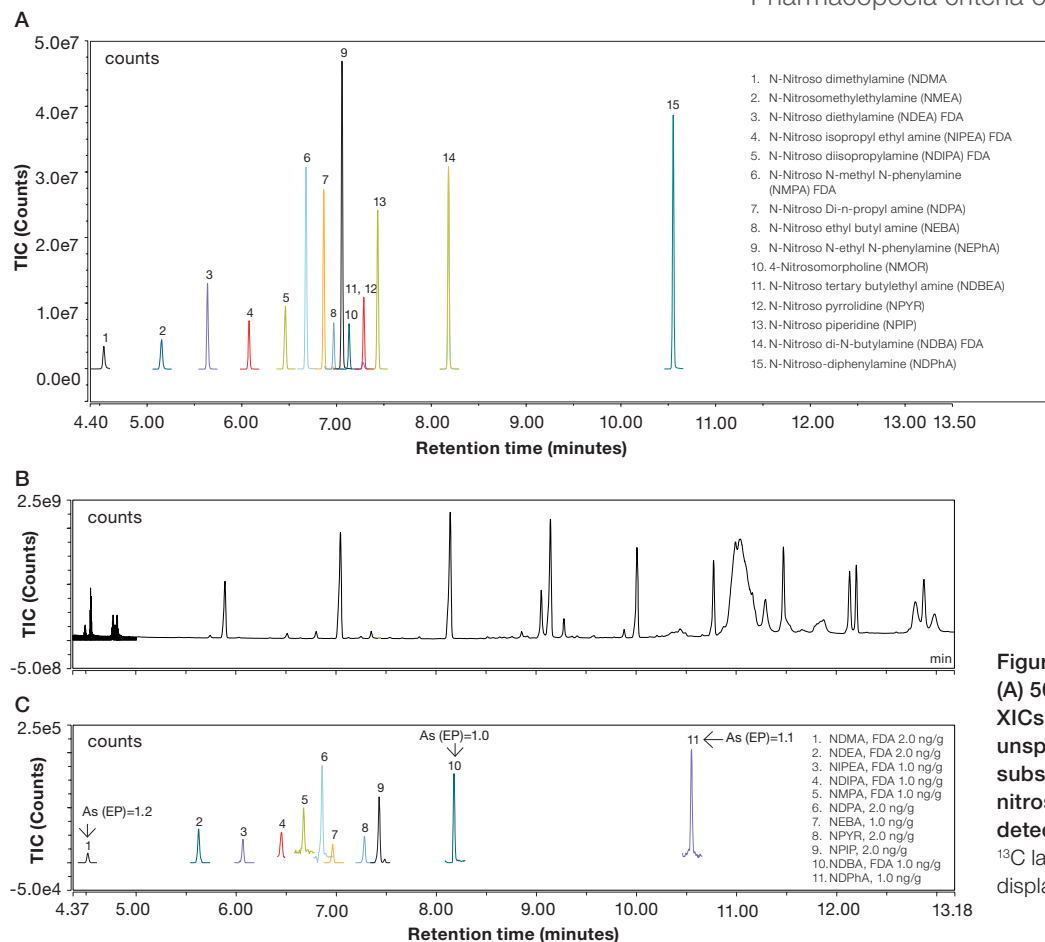 Pharmacopoeia criteria o
A
5.0e7
counts
4.0e7
3.0e7
2.0e7
1.0e7
0.0e0
TIC (Counts)
1
2
3
4
5
6
7
8
9
10
11, 12
13
14
15
1. N-Nitroso dimethylamine (NDMA
2. N-Nitrosomethylethylamine (NMEA)
3. N-Nitroso diethylamine (NDEA) FDA
4. N-Nitroso isopropyl ethyl amine (NIPEA) FDA
5. N-Nitroso diisopropylamine (NDIPA) FDA
6. N-Nitroso N-methyl N-phenylamine
(NMPA) FDA
7. N-Nitroso Di-n-propyl amine (NDPA)
8. N-Nitroso ethyl butyl amine (NEBA)
9. N-Nitroso N-ethyl N-phenylamine (NEPhA)
10. 4-Nitrosomorpholine (NMOR)
11. N-Nitroso tertiary butylethyl amine (NDBEA)
12. N-Nitroso pyrrolidine (NPYR)
13. N-Nitroso piperidine (NPIP)
14. N-Nitroso di-N-butylamine (NDBA) FDA
15. N-Nitroso-diphenylamine (NDPhA)
4.40 5.00 6.00 7.00 8.00 9.00 10.00 11.00 12.00 13.00 13.50
Retention time (minutes)
B
2.5e9
counts
TIC (Counts)
-5.0e8
min
C
2.5e5
counts
TIC (Counts)
-5.0e4
As (EP)=1.2
1
2
3
4
5
6
7
8
9
As (EP)=1.0
10
11
As (EP)=1.1
1. NDMA, FDA 2.0 ng/g
2. NDEA, FDA 2.0 ng/g
3. NIPEA, FDA 1.0 ng/g
4. NDIPA, FDA 1.0 ng/g
5. NMPA, FDA 1.0 ng/g
6. NDPA, 2.0 ng/g
7. NEBA, 1.0 ng/g
8. NPYR, 2.0 ng/g
9. NPIP, 2.0 ng/g
10. NDBA, FDA 1.0 ng/g
11. NDPhA, 1.0 ng/g
4.37 5.00 6.00 7.00 8.00 9.00 10.00 11.00 12.00 13.18
Retention time (minutes)
Figur
(A) 50
XICs
unsp
subs
nitros
detec
¹³C la
displa